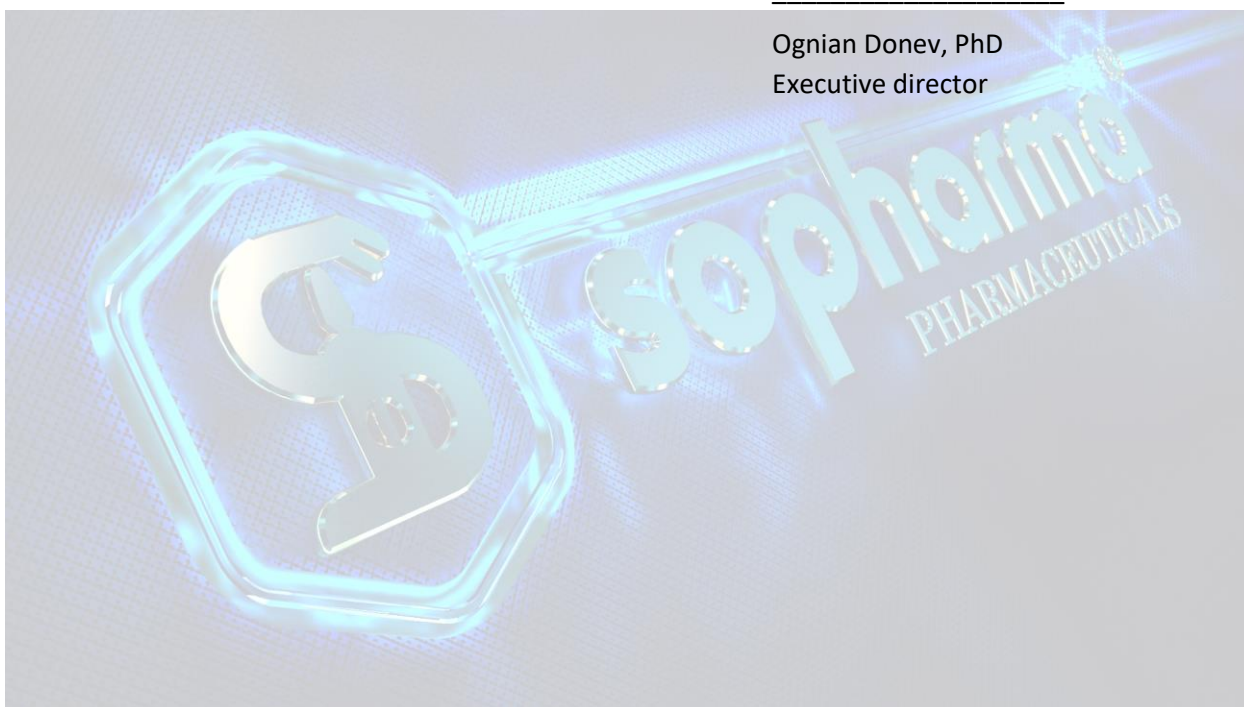 Ognian Donev, PhD
Executive director
sopharma
PHARMACEUTICALS